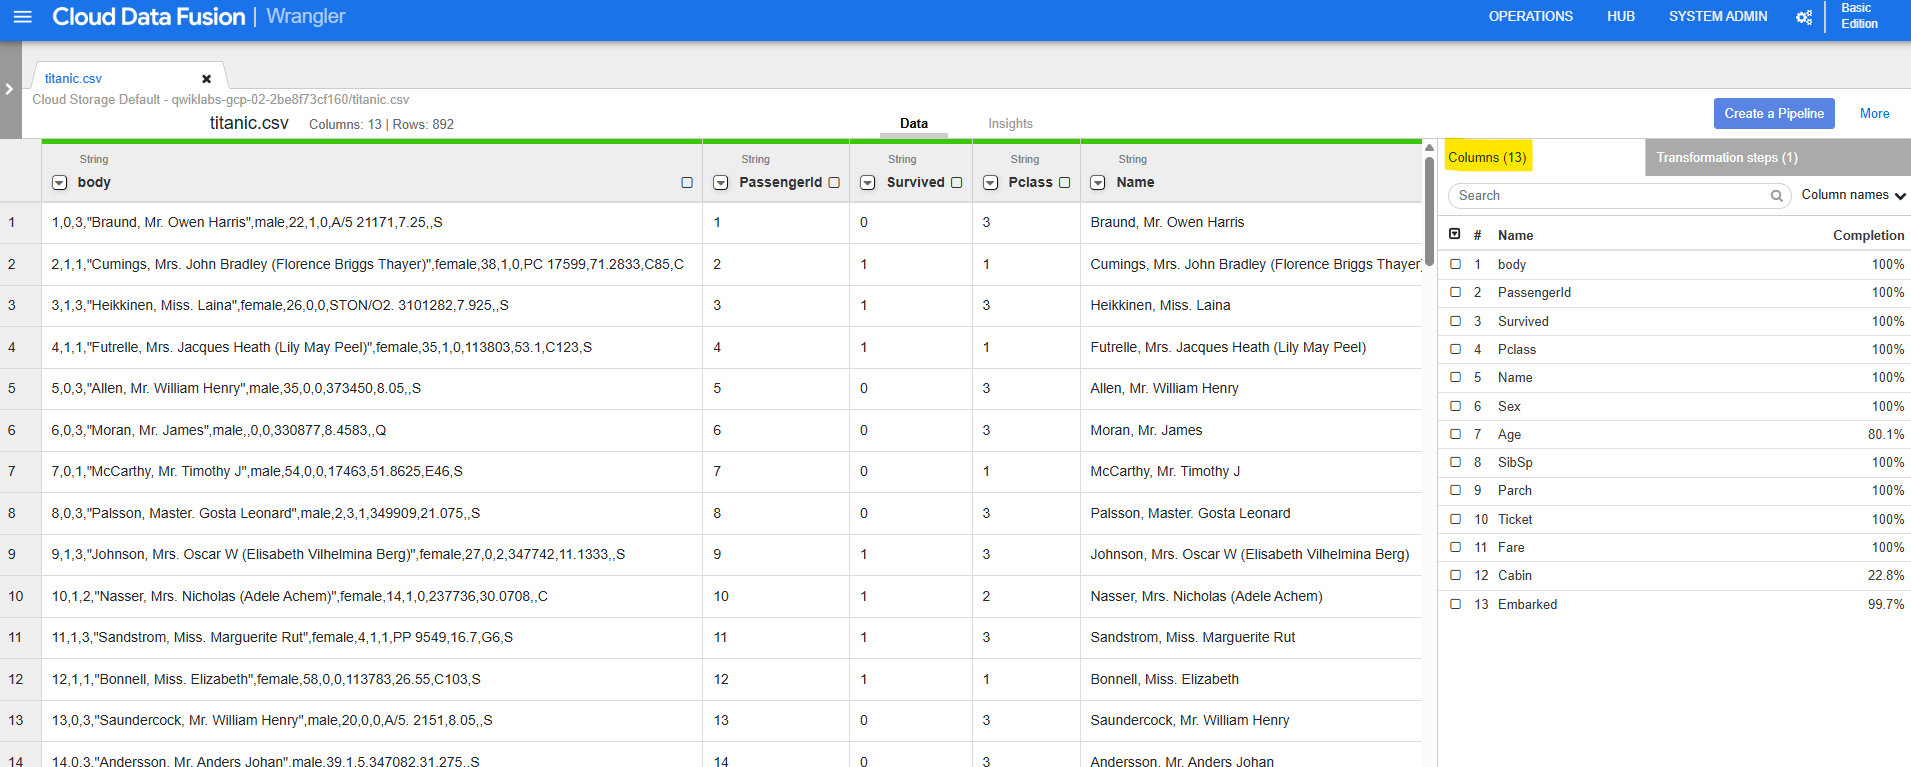 Cloud Data Fusion | Wrangler OPERATIONS HUB SYSTEM ADMIN Basic Edition
titanic.csv
Cloud Storage Default - qwiklabs-gcp-02-2be8f73cf160/titanic.csv
titanic.csv Columns: 13 | Rows: 892 Data Insights Create a Pipeline More
String String String String String
body PassengerId Survived Pclass Name
1 1,0,3,"Braund, Mr. Owen Harris",male,22,1,0,A/5 21171,7.25,,S 1 0 3 Braund, Mr. Owen Harris
2 2,1,1,"Cumings, Mrs. John Bradley (Florence Briggs Thayer)",female,38,1,0,PC 17599,71.2833,C85,C 2 1 1 Cumings, Mrs. John Bradley (Florence Briggs Thayer)
3 3,1,3,"Heikkinen, Miss. Laina",female,26,0,0,STON/O2. 3101282,7.925,,S 3 1 3 Heikkinen, Miss. Laina
4 4,1,1,"Futrelle, Mrs. Jacques Heath (Lily May Peel)",female,35,1,0,113803,53.1,C123,S 4 1 1 Futrelle, Mrs. Jacques Heath (Lily May Peel)
5 5,0,3,"Allen, Mr. William Henry",male,35,0,0,373450,8.05,,S 5 0 3 Allen, Mr. William Henry
6 6,0,3,"Moran, Mr. James",male,,0,0,330877,8.4583,,Q 6 0 3 Moran, Mr. James
7 7,0,1,"McCarthy, Mr. Timothy J",male,54,0,0,17463,51.8625,E46,S 7 0 1 McCarthy, Mr. Timothy J
8 8,0,3,"Palsson, Master. Gosta Leonard",male,2,3,1,349909,21.075,,S 8 0 3 Palsson, Master. Gosta Leonard
9 9,1,3,"Johnson, Mrs. Oscar W (Elisabeth Vilhelmina Berg)",female,27,0,2,347742,11.1333,,S 9 1 3 Johnson, Mrs. Oscar W (Elisabeth Vilhelmina Berg)
10 10,1,2,"Nasser, Mrs. Nicholas (Adele Achem)",female,14,1,0,237736,30.0708,,C 10 1 2 Nasser, Mrs. Nicholas (Adele Achem)
11 11,1,3,"Sandstrom, Miss. Marguerite Rut",female,4,1,1,PP 9549,16.7,G6,S 11 1 3 Sandstrom, Miss. Marguerite Rut
12 12,1,1,"Bonnell, Miss. Elizabeth",female,58,0,0,113783,26.55,C103,S 12 1 1 Bonnell, Miss. Elizabeth
13 13,0,3,"Saundercock, Mr. William Henry",male,20,0,0,A/5. 2151,8.05,,S 13 0 3 Saundercock, Mr. William Henry
14 14,0,3,"Andersson, Mr. Anders Johan",male,39,1,5,347082,31.275,,S 14 0 3 Andersson, Mr. Anders Johan
Columns (13) Transformation steps (1)
Search Column names
# Name Completion
1 body 100%
2 PassengerId 100%
3 Survived 100%
4 Pclass 100%
5 Name 100%
6 Sex 100%
7 Age 80.1%
8 SibSp 100%
9 Parch 100%
10 Ticket 100%
11 Fare 100%
12 Cabin 22.8%
13 Embarked 99.7%